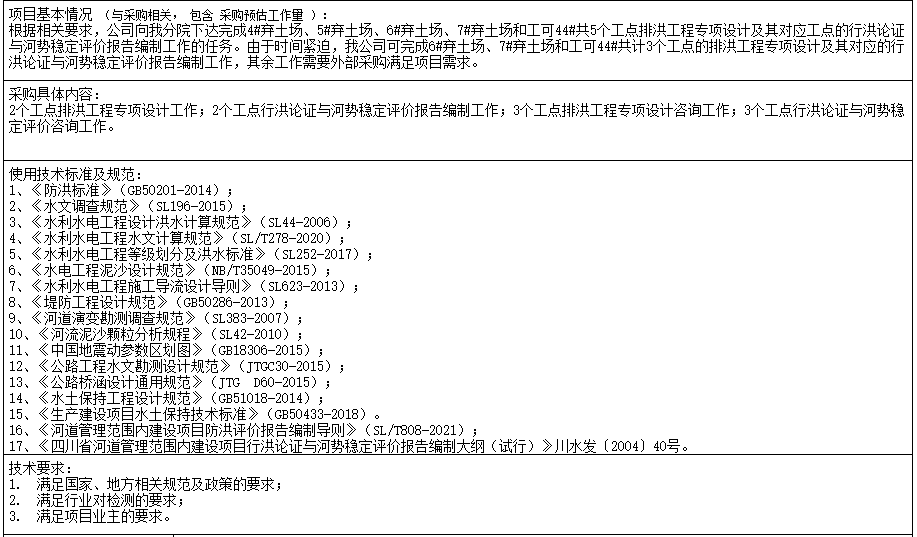 项目基本情况 （与采购相关， 包含 采购预估工作量 ）：
根据相关要求，公司向我分院下达完成4#弃土场、5#弃土场、6#弃土场、7#弃土场和工可44#共5个工点排洪工程专项设计及其对应工点的行洪论证
与河势稳定评价报告编制工作的任务。由于时间紧迫，我公司可完成6#弃土场、7#弃土场和工可44#共计3个工点的排洪工程专项设计及其对应的行
洪论证与河势稳定评价报告编制工作，其余工作需要外部采购满足项目需求。
采购具体内容：
2个工点排洪工程专项设计工作；2个工点行洪论证与河势稳定评价报告编制工作；3个工点排洪工程专项设计咨询工作；3个工点行洪论证与河势稳
定评价咨询工作。
使用技术标准及规范：
1、《防洪标准》（GB50201-2014）；
2、《水文调查规范》（SL196-2015）；
3、《水利水电工程设计洪水计算规范》（SL44-2006）；
4、《水利水电工程水文计算规范》（SL/T278-2020）；
5、《水利水电工程等级划分及洪水标准》（SL252-2017）；
6、《水电工程泥沙设计规范》（NB/T35049-2015）；
7、《水利水电工程施工导流设计导则》（SL623-2013）；
8、《堤防工程设计规范》（GB50286-2013）；
9、《河道演变勘测调查规范》（SL383-2007）；
10、《河流泥沙颗粒分析规程》（SL42-2010）；
11、《中国地震动参数区划图》（GB18306-2015）；
12、《公路工程水文勘测设计规范》（JTGC30-2015）；
13、《公路桥涵设计通用规范》（JTG D60-2015）；
14、《水土保持工程设计规范》（GB51018-2014）；
15、《生产建设项目水土保持技术标准》（GB50433-2018）。
16、《河道管理范围内建设项目防洪评价报告编制导则》（SL/T808-2021）；
17、《四川省河道管理范围内建设项目行洪论证与河势稳定评价报告编制大纲（试行）》川水发〔2004〕40号。
技术要求：
1. 满足国家、地方相关规范及政策的要求；
2. 满足行业对检测的要求；
3. 满足项目业主的要求。